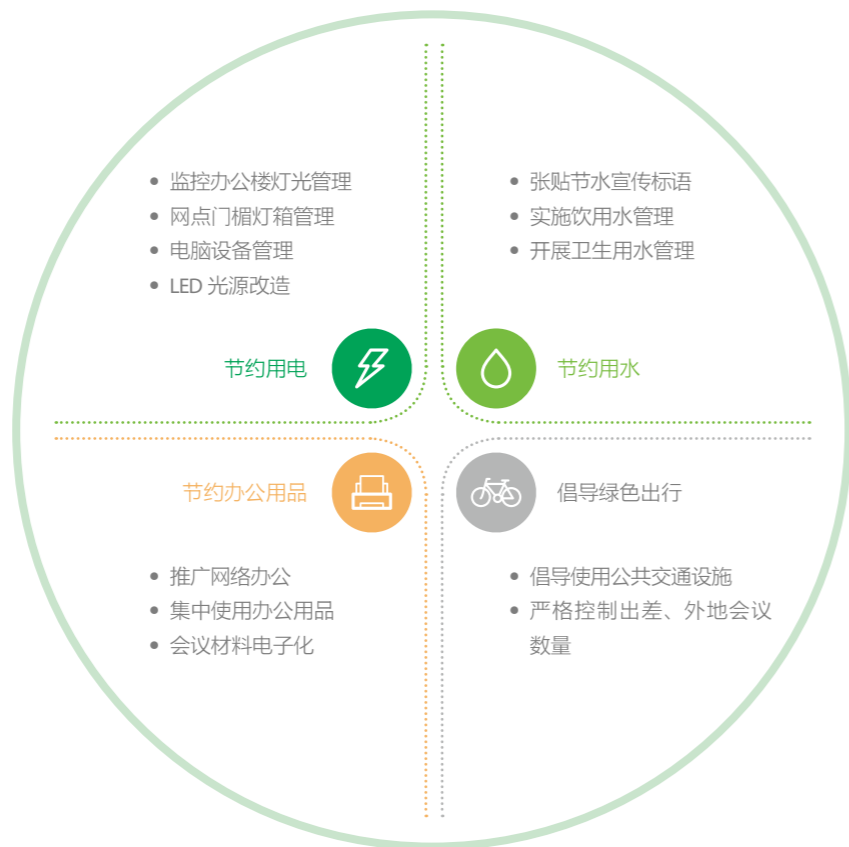 监控办公楼灯光管理
网点门楣灯箱管理
电脑设备管理
LED 光源改造
节约用电
张贴节水宣传标语
实施饮用水管理
开展卫生用水管理
节约用水
节约办公用品
推广网络办公
集中使用办公用品
会议材料电子化
倡导绿色出行
倡导使用公共交通设施
严格控制出差、外地会议
数量